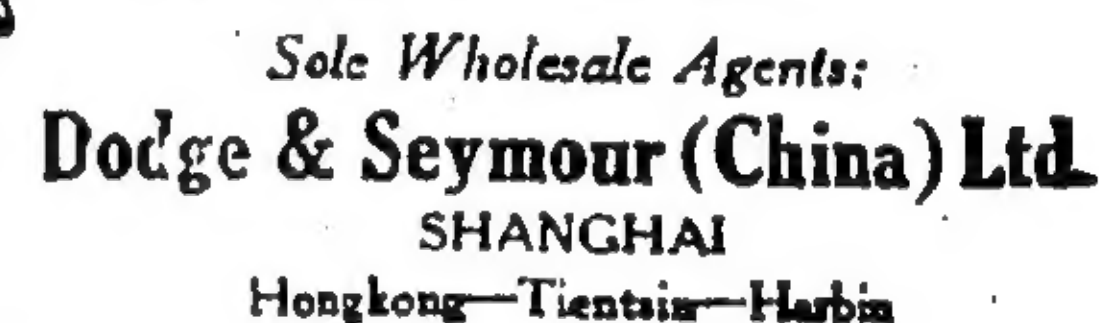 Sole Wholesale Agents:
Dodge & Seymour (China) Ltd.
SHANGHAI
Hongkong—Tientsin—Harbin